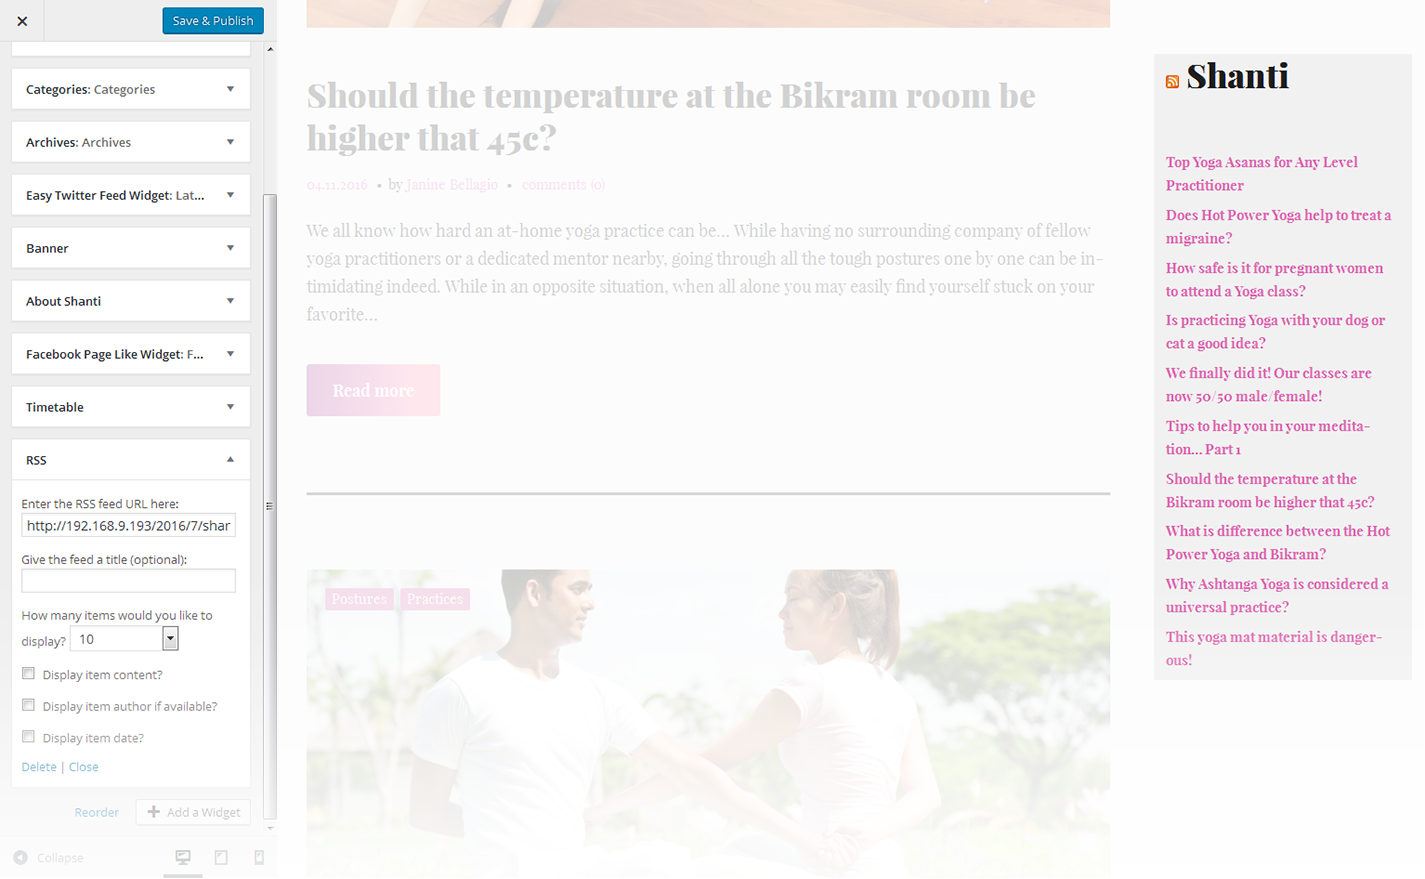 Save & Publish
Categories: Categories
Archives: Archives
Easy Twitter Feed Widget: Lat...
Banner
About Shanti
Facebook Page Like Widget: F...
Timetable
RSS
Enter the RSS feed URL here:
http://192.168.9.193/2016/7/shar
Give the feed a title (optional):
How many items would you like to
display? 10
Display item content?
Display item author if available?
Display item date?
Delete | Close
Reorder
Add a Widget
Collapse
Should the temperature at the Bikram room be
higher that 45c?
04.11.2016 • by Janine Bellagio • comments (0)
We all know how hard an at-home yoga practice can be... While having no surrounding company of fellow
yoga practitioners or a dedicated mentor nearby, going through all the tough postures one by one can be in-
timidating indeed. While in an opposite situation, when all alone you may easily find yourself stuck on your
favorite...
Read more
Postures Practices
Shanti
Top Yoga Asanas for Any Level
Practitioner
Does Hot Power Yoga help to treat a
migraine?
How safe is it for pregnant women
to attend a Yoga class?
Is practicing Yoga with your dog or
cat a good idea?
We finally did it! Our classes are
now 50/50 male/female!
Tips to help you in your medita-
tion... Part 1
Should the temperature at the
Bikram room be higher that 45c?
What is difference between the Hot
Power Yoga and Bikram?
Why Ashtanga Yoga is considered a
universal practice?
This yoga mat material is danger-
ous!